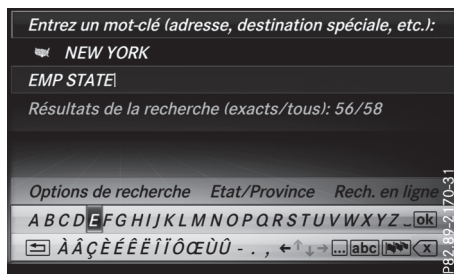 Entrez un mot-clé (adresse, destination spéciale, etc.):
NEW YORK
EMP STATE
Résultats de la recherche (exacts/tous): 56/58
Options de recherche Etat/Province Rech. en ligne
A B C D E F G H I J K L M N O P Q R S T U V W X Y Z _ ok
À Â Ç È É Ê Ë Î Ï Ô Œ Ù Û - . , ←↑↓→ ... abc x
P82.89-2170-31